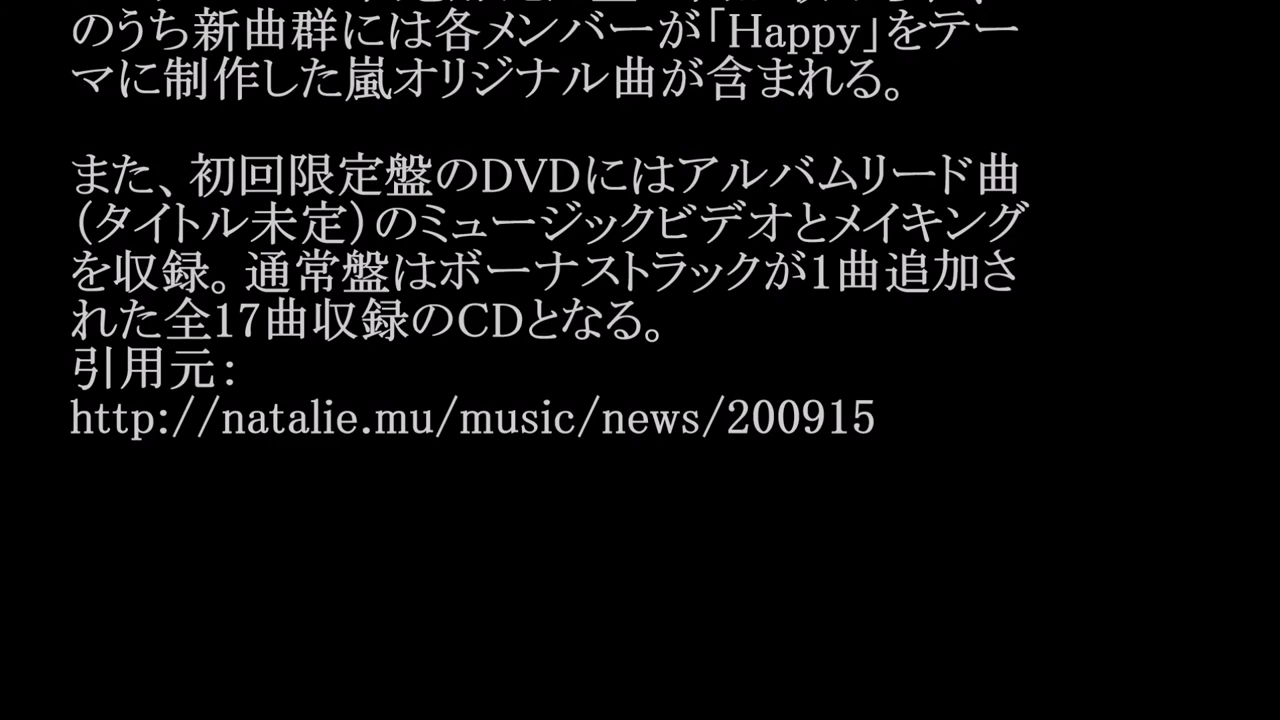 のうち新曲群には各メンバーが「Happy」をテー
マに制作した嵐オリジナル曲が含まれる。
また、初回限定盤のDVDにはアルバムリード曲
（タイトル未定）のミュージックビデオとメイキング
を収録。通常盤はボーナストラックが1曲追加さ
れた全17曲収録のCDとなる。
引用元：
http://natalie.mu/music/news/200915